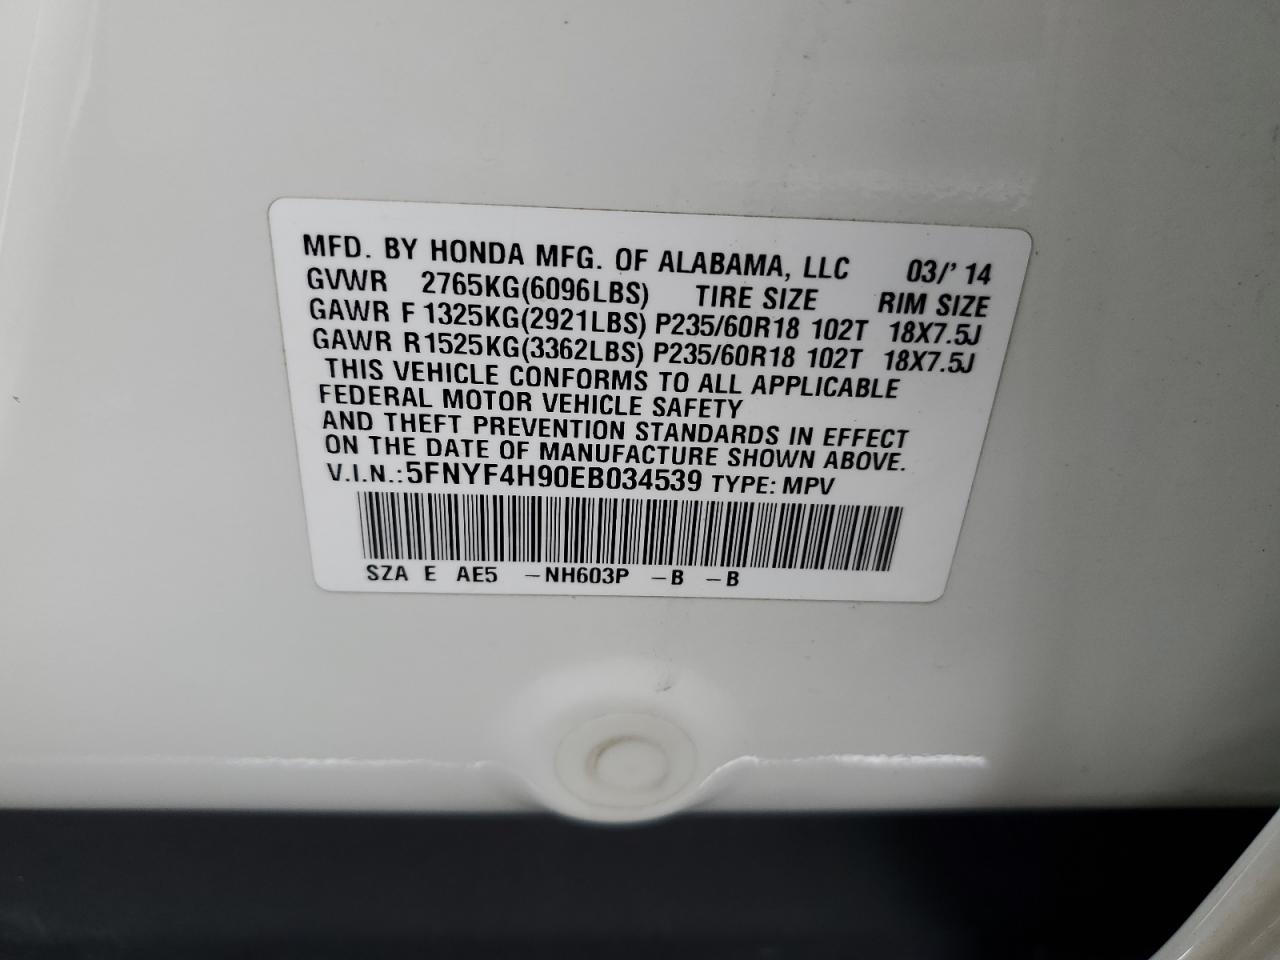 MFD. BY HONDA MFG. OF ALABAMA, LLC 03/' 14
GVWR 2765KG(6096LBS) TIRE SIZE RIM SIZE
GAWR F 1325KG(2921LBS) P235/60R18 102T 18X7.5J
GAWR R1525KG(3362LBS) P235/60R18 102T 18X7.5J
THIS VEHICLE CONFORMS TO ALL APPLICABLE
FEDERAL MOTOR VEHICLE SAFETY
AND THEFT PREVENTION STANDARDS IN EFFECT
ON THE DATE OF MANUFACTURE SHOWN ABOVE.
V.I.N.: 5FNYF4H90EB034539 TYPE: MPV
SZA E AE5 -NH603P -B -B